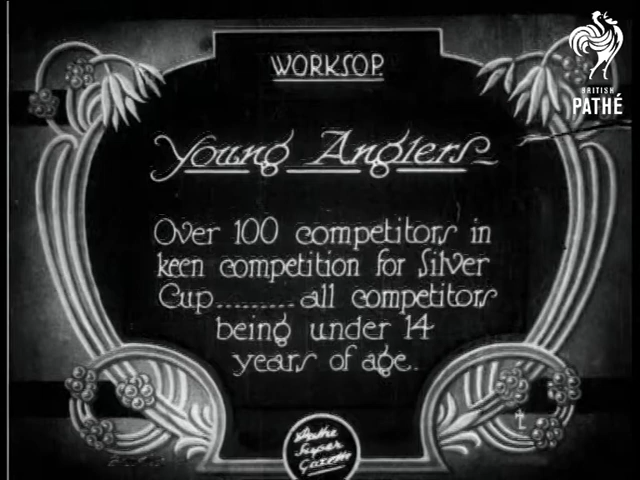 WORKSOP.
BRITISH
PATHÉ
Young Anglers
Over 100 competitors in
keen competition for Silver
Cup......... all competitors
being under 14
years of age.
Pathe
Super
Gazette